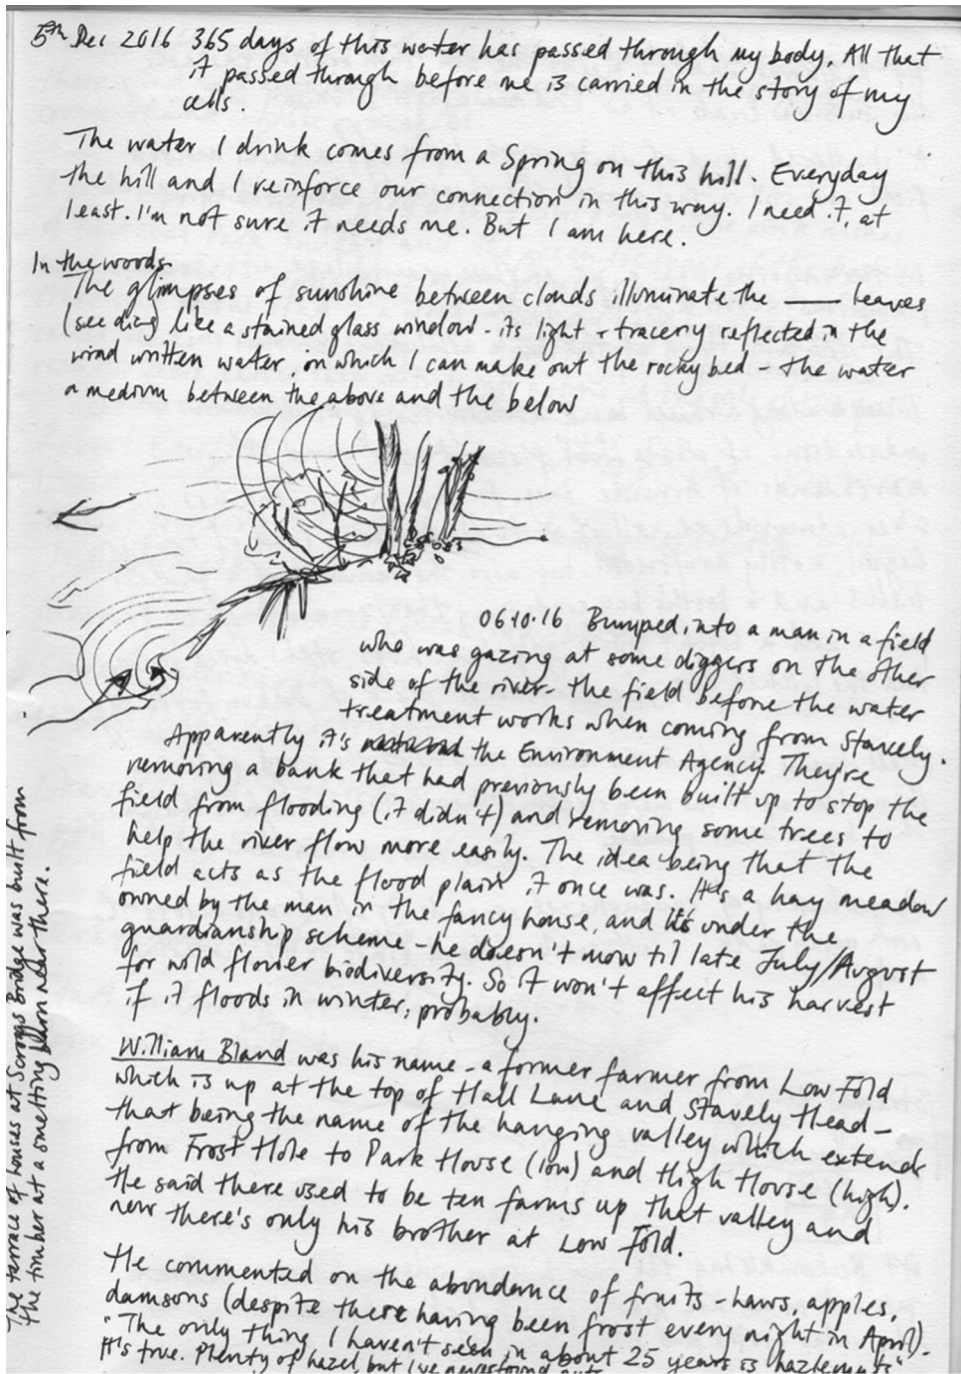 5th Dec 2016 365 days of this water has passed through my body. All that
it passed through before me is carried in the story of my
cells.
The water I drink comes from a Spring on this hill. Everyday
the hill and I reinforce our connection in this way. I need it, at
least. I'm not sure it needs me. But I am here.
In the woods
The glimpses of sunshine between clouds illuminate the ___ leaves
(see diag) like a stained glass window - its light + tracery reflected in the
wind written water, in which I can make out the rocky bed - the water
a medium between the above and the below
06.10.16 Bumped into a man in a field
who was gazing at some diggers on the other
side of the river - the field before the water
treatment works when coming from Stavely.
Apparently it's the Environment Agency. They're
removing a bank that had previously been built up to stop the
field from flooding (it didn't) and removing some trees to
help the river flow more easily. The idea being that the
field acts as the flood plain it once was. It's a hay meadow
owned by the man in the fancy house, and it's under the
guardianship scheme - he doesn't mow til late July/August
for wild flower biodiversity. So it won't affect his harvest
if it floods in winter, probably.
William Bland was his name - a former farmer from Low Fold
which is up at the top of Hall Lane and Stavely Head -
that being the name of the hanging valley which extends
from Frost Hole to Park House (low) and High House (high).
He said there used to be ten farms up that valley and
now there's only his brother at Low Fold.
He commented on the abundance of fruits - haws, apples,
damsons (despite there having been frost every night in April).
"The only thing I haven't seen in about 25 years is hazlenuts"
It's true. Plenty of hazel, but I've never found
The terrace of houses at Scroggs Bridge was built from
the timber at a smelting barn near there.